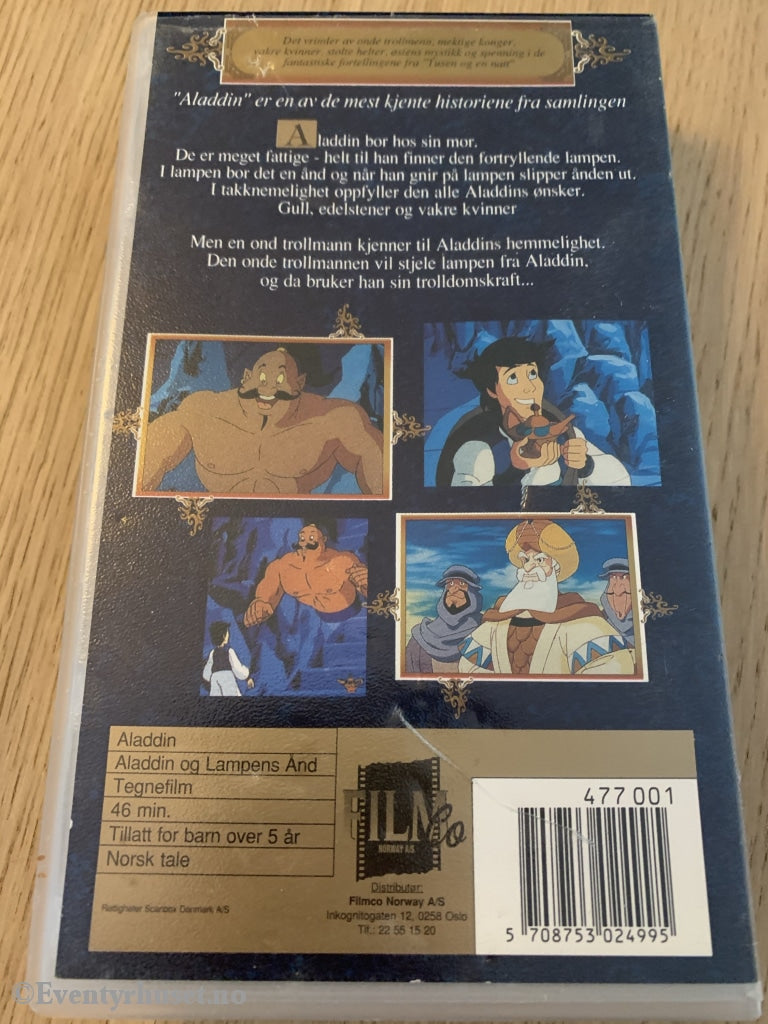 Det vrimler av onde trollmenn, mektige konger,
vakre kvinner, stolte helter, østens mystikk og spenning i de
fantastiske fortellingene fra "Tusen og en natt"
"Aladdin" er en av de mest kjente historiene fra samlingen
Aladdin bor hos sin mor.
De er meget fattige - helt til han finner den fortryllende lampen.
I lampen bor det en ånd og når han gnir på lampen slipper ånden ut.
I takknemelighet oppfyller den alle Aladdins ønsker.
Gull, edelstener og vakre kvinner
Men en ond trollmann kjenner til Aladdins hemmelighet.
Den onde trollmannen vil stjele lampen fra Aladdin,
og da bruker han sin trolldomskraft...
Aladdin
Aladdin og Lampens Ånd
Tegnefilm
46 min.
Tillatt for barn over 5 år
Norsk tale
Rettigheter Scanbox Danmark A/S
FILM Co
NORWAY A/S
Distributør:
Filmco Norway A/S
Inkognitogaten 12, 0258 Oslo
Tlf.: 22 55 15 20
477 001
5 708753 024995
©Eventyrhuset.no